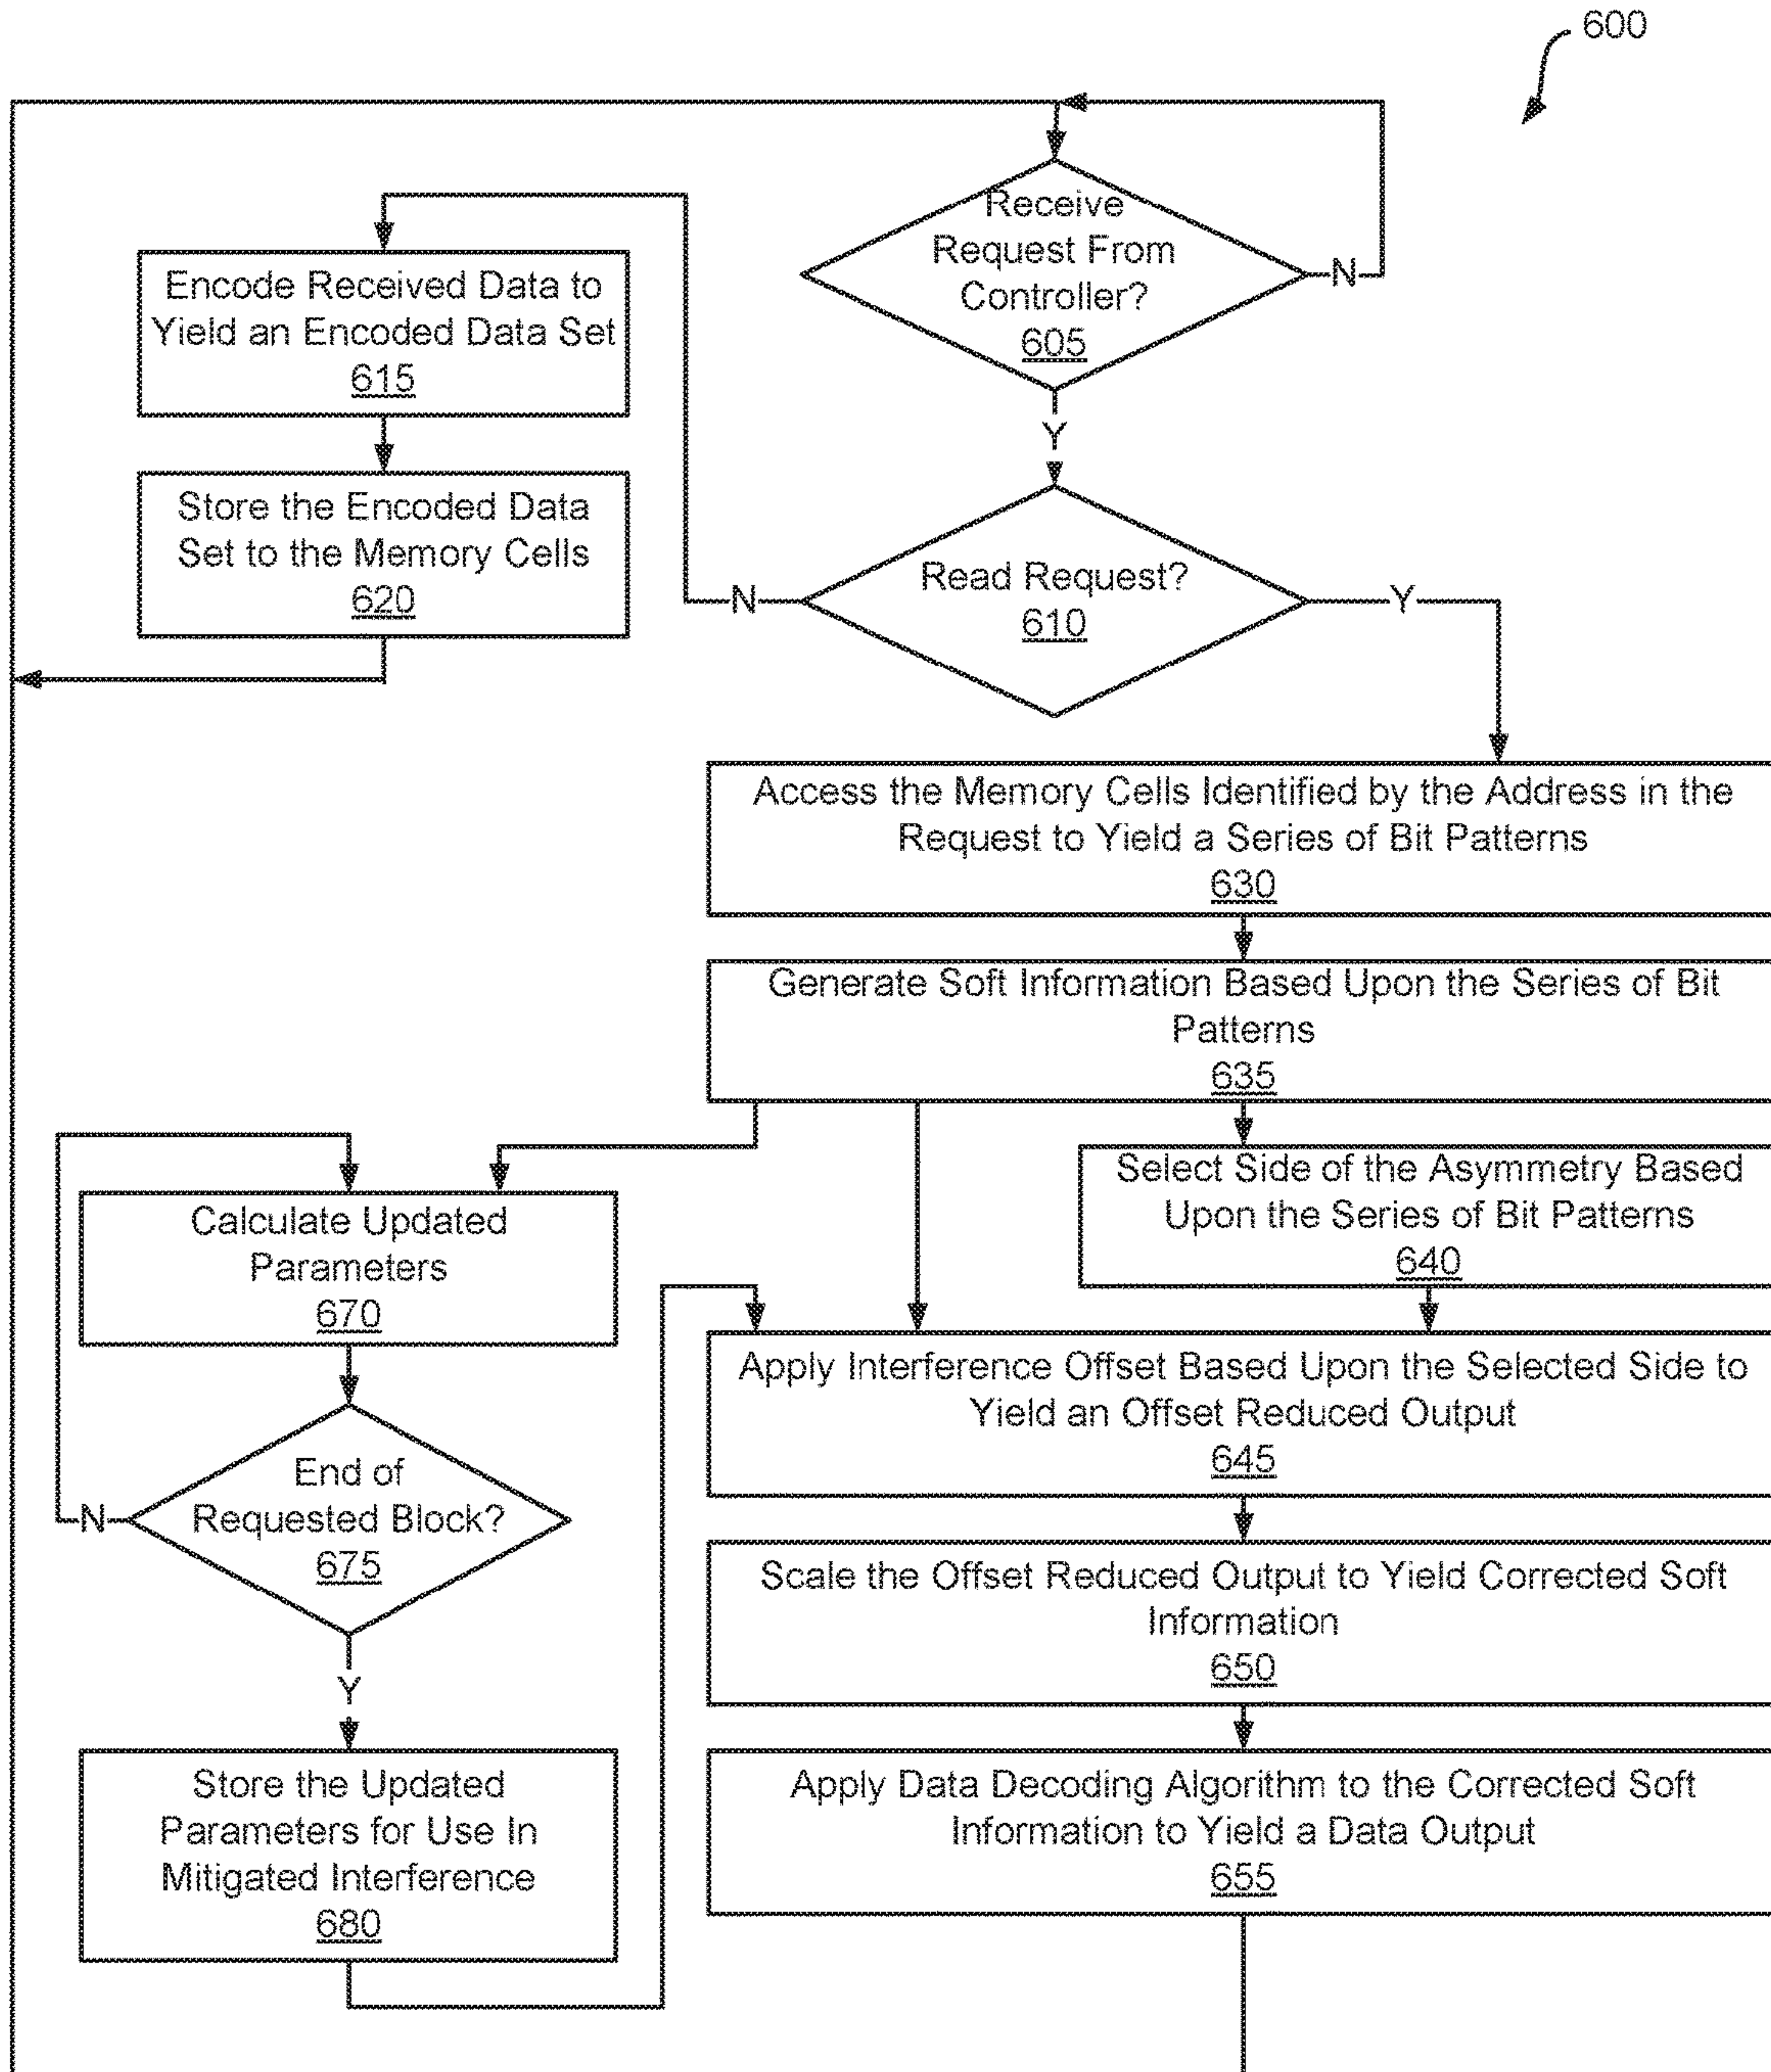 600
Receive
Request From
Controller?
605
N
Y
Encode Received Data to
Yield an Encoded Data Set
615
Store the Encoded Data
Set to the Memory Cells
620
Read Request?
610
N
Y
Access the Memory Cells Identified by the Address in the
Request to Yield a Series of Bit Patterns
630
Generate Soft Information Based Upon the Series of Bit
Patterns
635
Select Side of the Asymmetry Based
Upon the Series of Bit Patterns
640
Calculate Updated
Parameters
670
Apply Interference Offset Based Upon the Selected Side to
Yield an Offset Reduced Output
645
End of
Requested Block?
675
N
Y
Scale the Offset Reduced Output to Yield Corrected Soft
Information
650
Store the Updated
Parameters for Use In
Mitigated Interference
680
Apply Data Decoding Algorithm to the Corrected Soft
Information to Yield a Data Output
655